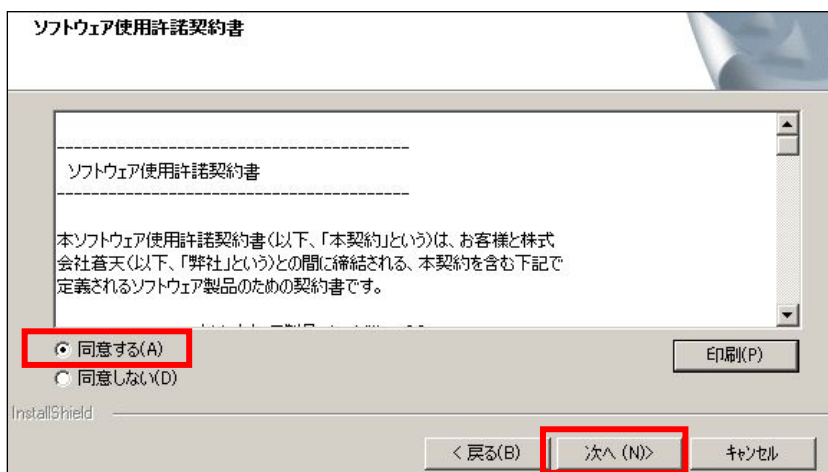 ソフトウェア使用許諾契約書
----------------------------------------
ソフトウェア使用許諾契約書
----------------------------------------
本ソフトウェア使用許諾契約書(以下、「本契約」という)は、お客様と株式
会社蒼天(以下、「弊社」という)との間に締結される、本契約を含む下記で
定義されるソフトウェア製品のための契約書です。
同意する(A)
印刷(P)
同意しない(D)
InstallShield
< 戻る(B)
次へ (N)>
キャンセル